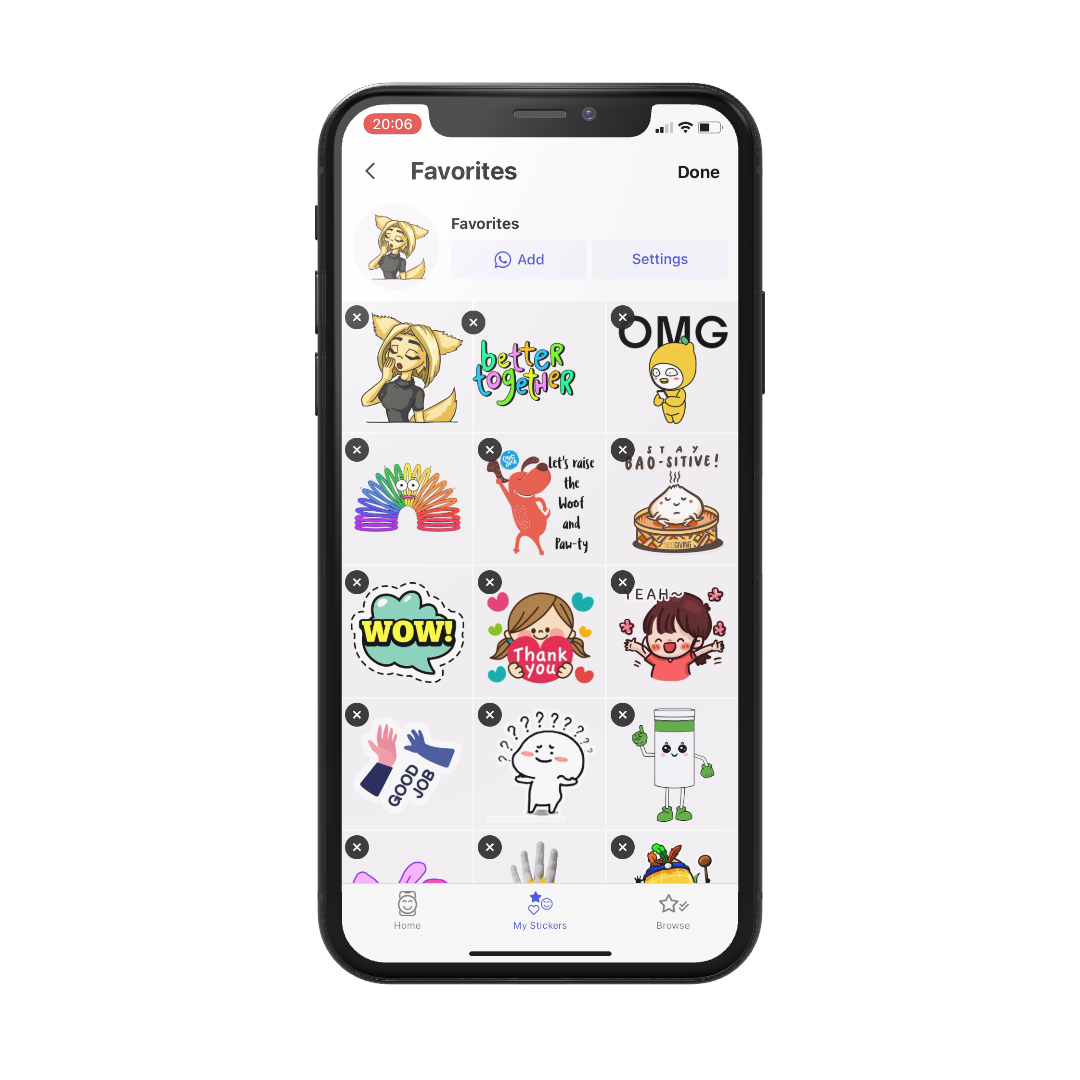 20:06
Favorites
Done
Favorites
Add
Settings
better
together
OMG
Let's raise
the
Woof
and
Paw-ty
STAY
BAO-SITIVE!
WOW!
Thank
you
YEAH~
GOOD
JOB
? ? ? ? ? ? ? ? ? ?
Home
My Stickers
Browse